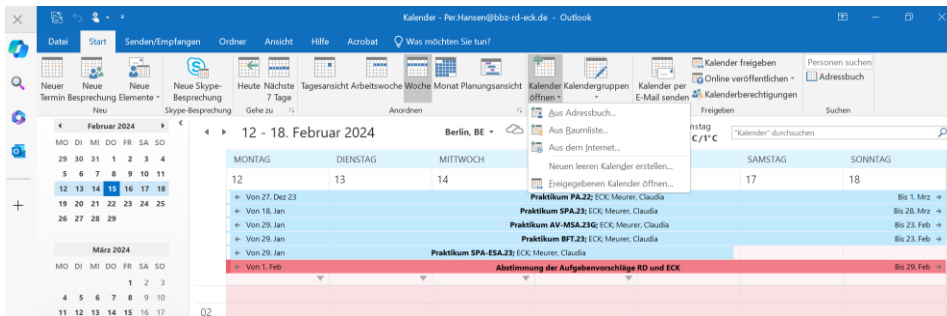 Kalender - Per.Hansen@bbz-rd-eck.de - Outlook
Datei Start Senden/Empfangen Ordner Ansicht Hilfe Acrobat Was möchten Sie tun?
Neuer Termin
Neue Besprechung
Neue Elemente
Neu
Neue Skype-Besprechung
Skype-Besprechung
Heute
Nächste 7 Tage
Gehe zu
Tagesansicht
Arbeitswoche
Woche
Monat
Planungsansicht
Anordnen
Kalender öffnen
Kalendergruppen
Kalender per E-Mail senden
Kalender freigeben
Online veröffentlichen
Kalenderberechtigungen
Freigeben
Personen suchen
Adressbuch
Suchen
Aus Adressbuch...
Aus Raumliste...
Aus dem Internet...
Neuen leeren Kalender erstellen...
Freigegebenen Kalender öffnen...
Februar 2024
MO DI MI DO FR SA SO
29 30 31 1 2 3 4
5 6 7 8 9 10 11
12 13 14 15 16 17 18
19 20 21 22 23 24 25
26 27 28 29
März 2024
MO DI MI DO FR SA SO
1 2 3
4 5 6 7 8 9 10
11 12 13 14 15 16 17
12 - 18. Februar 2024
Berlin, BE
nstag
C/1°C
"Kalender" durchsuchen
MONTAG DIENSTAG MITTWOCH SAMSTAG SONNTAG
12 13 14 17 18
Von 27. Dez 23 Praktikum PA.22; ECK; Meurer, Claudia Bis 1. Mrz
Von 18. Jan Praktikum SPA.23; ECK; Meurer, Claudia Bis 28. Mrz
Von 29. Jan Praktikum AV-MSA.23G; ECK; Meurer, Claudia Bis 23. Feb
Von 29. Jan Praktikum BFT.23; ECK; Meurer, Claudia Bis 23. Feb
Von 29. Jan Praktikum SPA-ESA.23; ECK; Meurer, Claudia
Von 1. Feb Abstimmung der Aufgabenvorschläge RD und ECK Bis 29. Feb
02